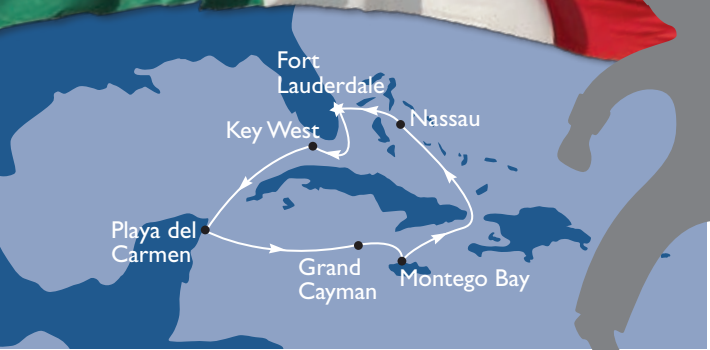 Fort
Lauderdale
Nassau
Key West
Playa del
Carmen
Grand
Cayman
Montego Bay